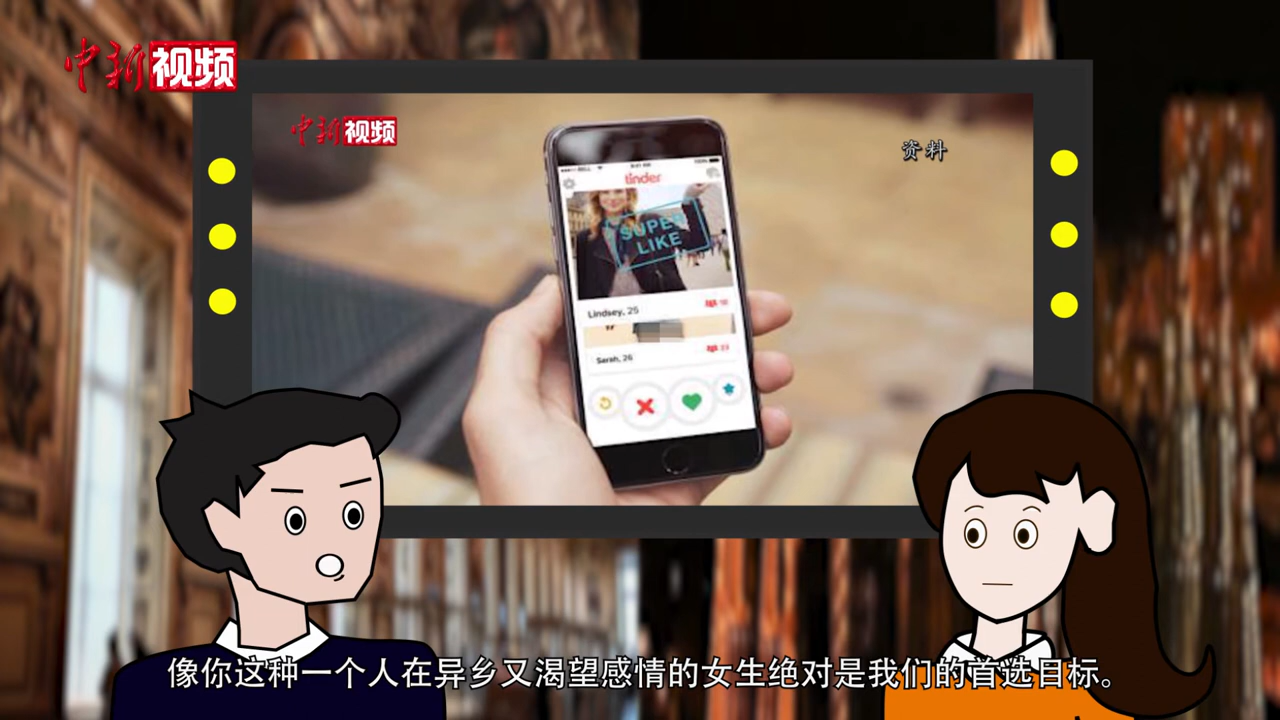 中新视频
中新视频
资料
tinder
SUPER
LIKE
Lindsey, 25
Sarah, 26
像你这种一个人在异乡又渴望感情的女生绝对是我们的首选目标。